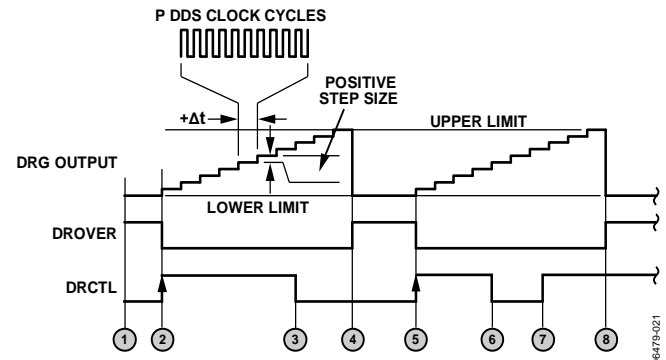 P DDS CLOCK CYCLES
POSITIVE
STEP SIZE
+Δt
UPPER LIMIT
DRG OUTPUT
LOWER LIMIT
DROVER
DRCTL
1 2 3 4 5 6 7 8
6479-021